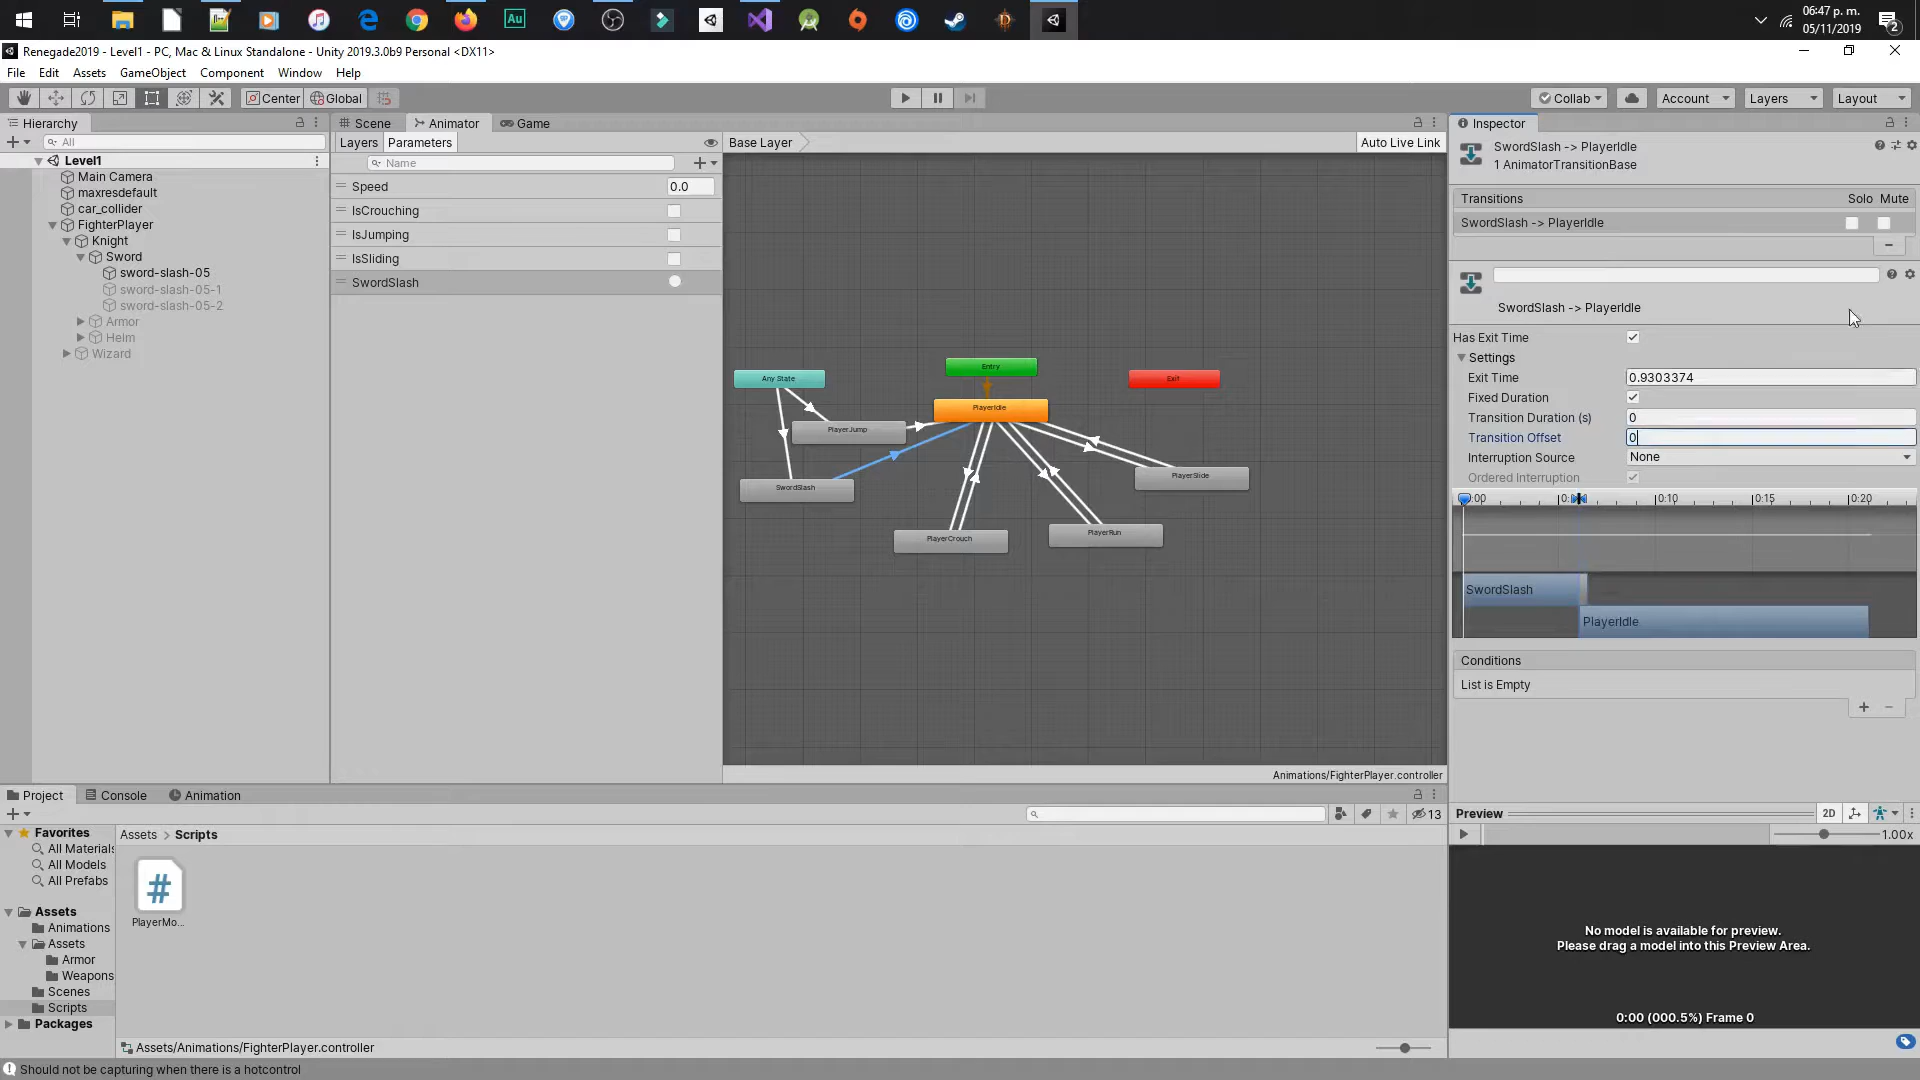 Au
06:47 p. m.
05/11/2019
2
Renegade2019 - Level1 - PC, Mac & Linux Standalone - Unity 2019.3.0b9 Personal <DX11>
File Edit Assets GameObject Component Window Help
Center Global Collab Account Layers Layout
Hierarchy
All
Level1
Main Camera
maxresdefault
car_collider
FighterPlayer
Knight
Sword
sword-slash-05
sword-slash-05-1
sword-slash-05-2
Armor
Helm
Wizard
Scene Animator Game
Layers Parameters
Name
Speed 0.0
IsCrouching
IsJumping
IsSliding
SwordSlash
Base Layer
Auto Live Link
Entry
Any State
Exit
PlayerIdle
PlayerJump
SwordSlash
PlayerSlide
PlayerCrouch
PlayerRun
Animations/FighterPlayer.controller
Inspector
SwordSlash -> PlayerIdle
1 AnimatorTransitionBase
Transitions Solo Mute
SwordSlash -> PlayerIdle
SwordSlash -> PlayerIdle
Has Exit Time
Settings
Exit Time 0.9303374
Fixed Duration
Transition Duration (s) 0
Transition Offset 0
Interruption Source None
Ordered Interruption
:00 0:10 0:15 0:20
SwordSlash
PlayerIdle
Conditions
List is Empty
Preview
2D
1.00x
No model is available for preview.
Please drag a model into this Preview Area.
0:00 (000.5%) Frame 0
Project Console Animation
13
Favorites
All Materials
All Models
All Prefabs
Assets
Animations
Assets
Armor
Weapons
Scenes
Scripts
Packages
Assets > Scripts
#
PlayerMo...
Assets/Animations/FighterPlayer.controller
Should not be capturing when there is a hotcontrol